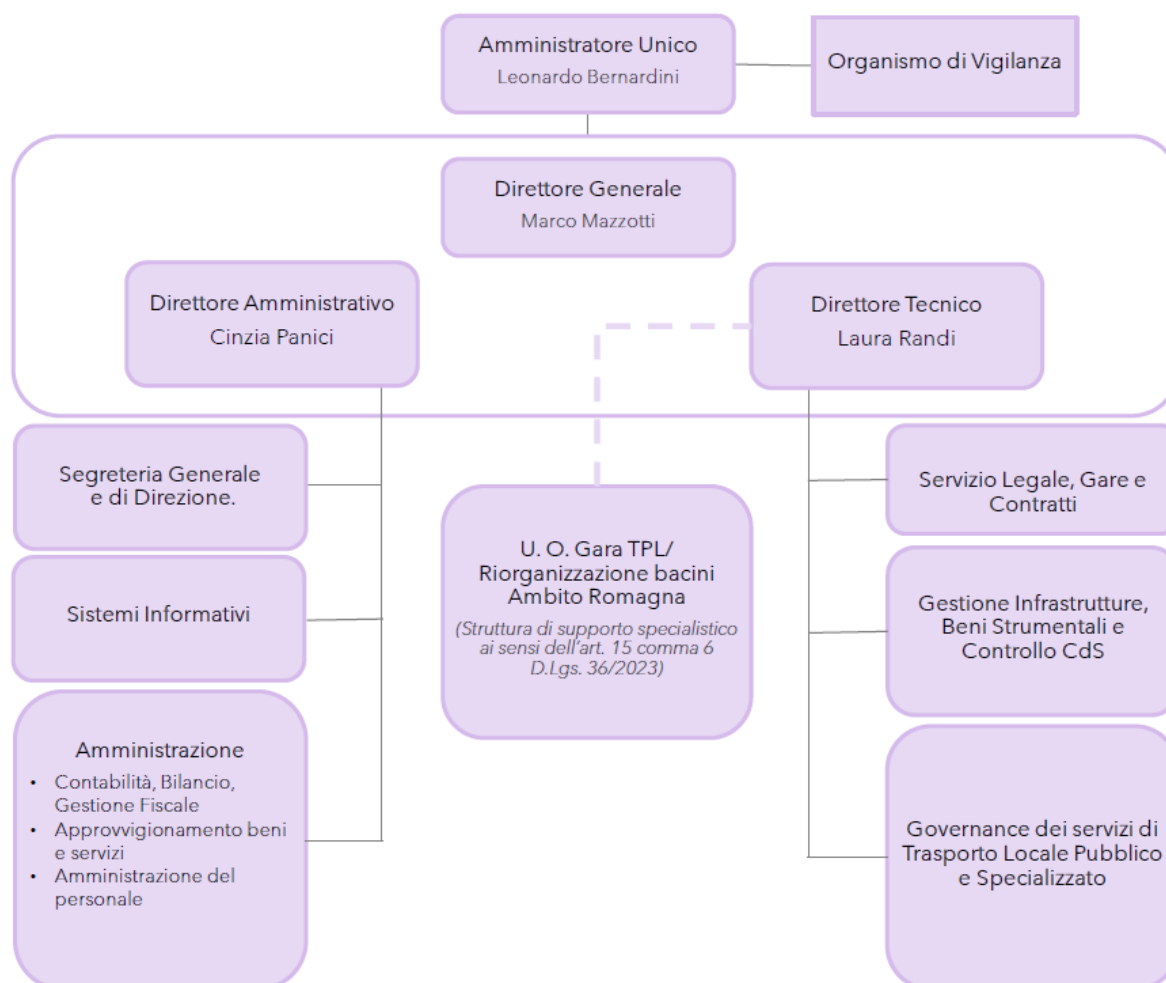 Amministratore Unico
Leonardo Bernardini
Organismo di Vigilanza
Direttore Generale
Marco Mazzotti
Direttore Amministrativo
Cinzia Panici
Direttore Tecnico
Laura Randi
Segreteria Generale
e di Direzione.
Sistemi Informativi
Amministrazione
• Contabilità, Bilancio,
Gestione Fiscale
• Approvvigionamento beni
e servizi
• Amministrazione del
personale
U. O. Gara TPL/
Riorganizzazione bacini
Ambito Romagna
(Struttura di supporto specialistico
ai sensi dell'art. 15 comma 6
D.Lgs. 36/2023)
Servizio Legale, Gare e
Contratti
Gestione Infrastrutture,
Beni Strumentali e
Controllo CdS
Governance dei servizi di
Trasporto Locale Pubblico
e Specializzato